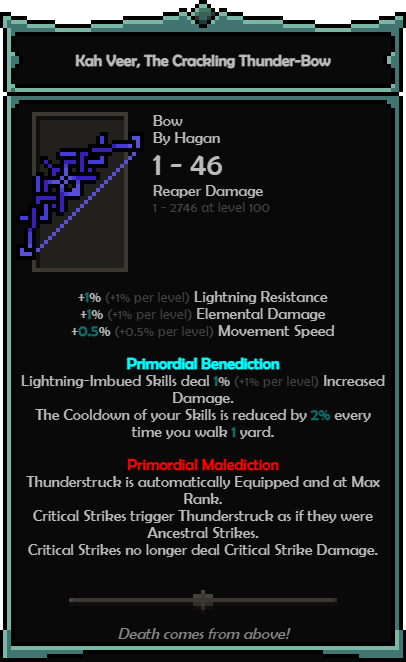 Kah Veer, The Crackling Thunder-Bow
Bow
By Hagan
1 - 46
Reaper Damage
1 - 2746 at level 100
+1% (+1% per level) Lightning Resistance
+1% (+1% per level) Elemental Damage
+0.5% (+0.5% per level) Movement Speed
Primordial Benediction
Lightning-Imbued Skills deal 1% (+1% per level) Increased
Damage.
The Cooldown of your Skills is reduced by 2% every
time you walk 1 yard.
Primordial Malediction
Thunderstruck is automatically Equipped and at Max
Rank.
Critical Strikes trigger Thunderstruck as if they were
Ancestral Strikes.
Critical Strikes no longer deal Critical Strike Damage.
Death comes from above!